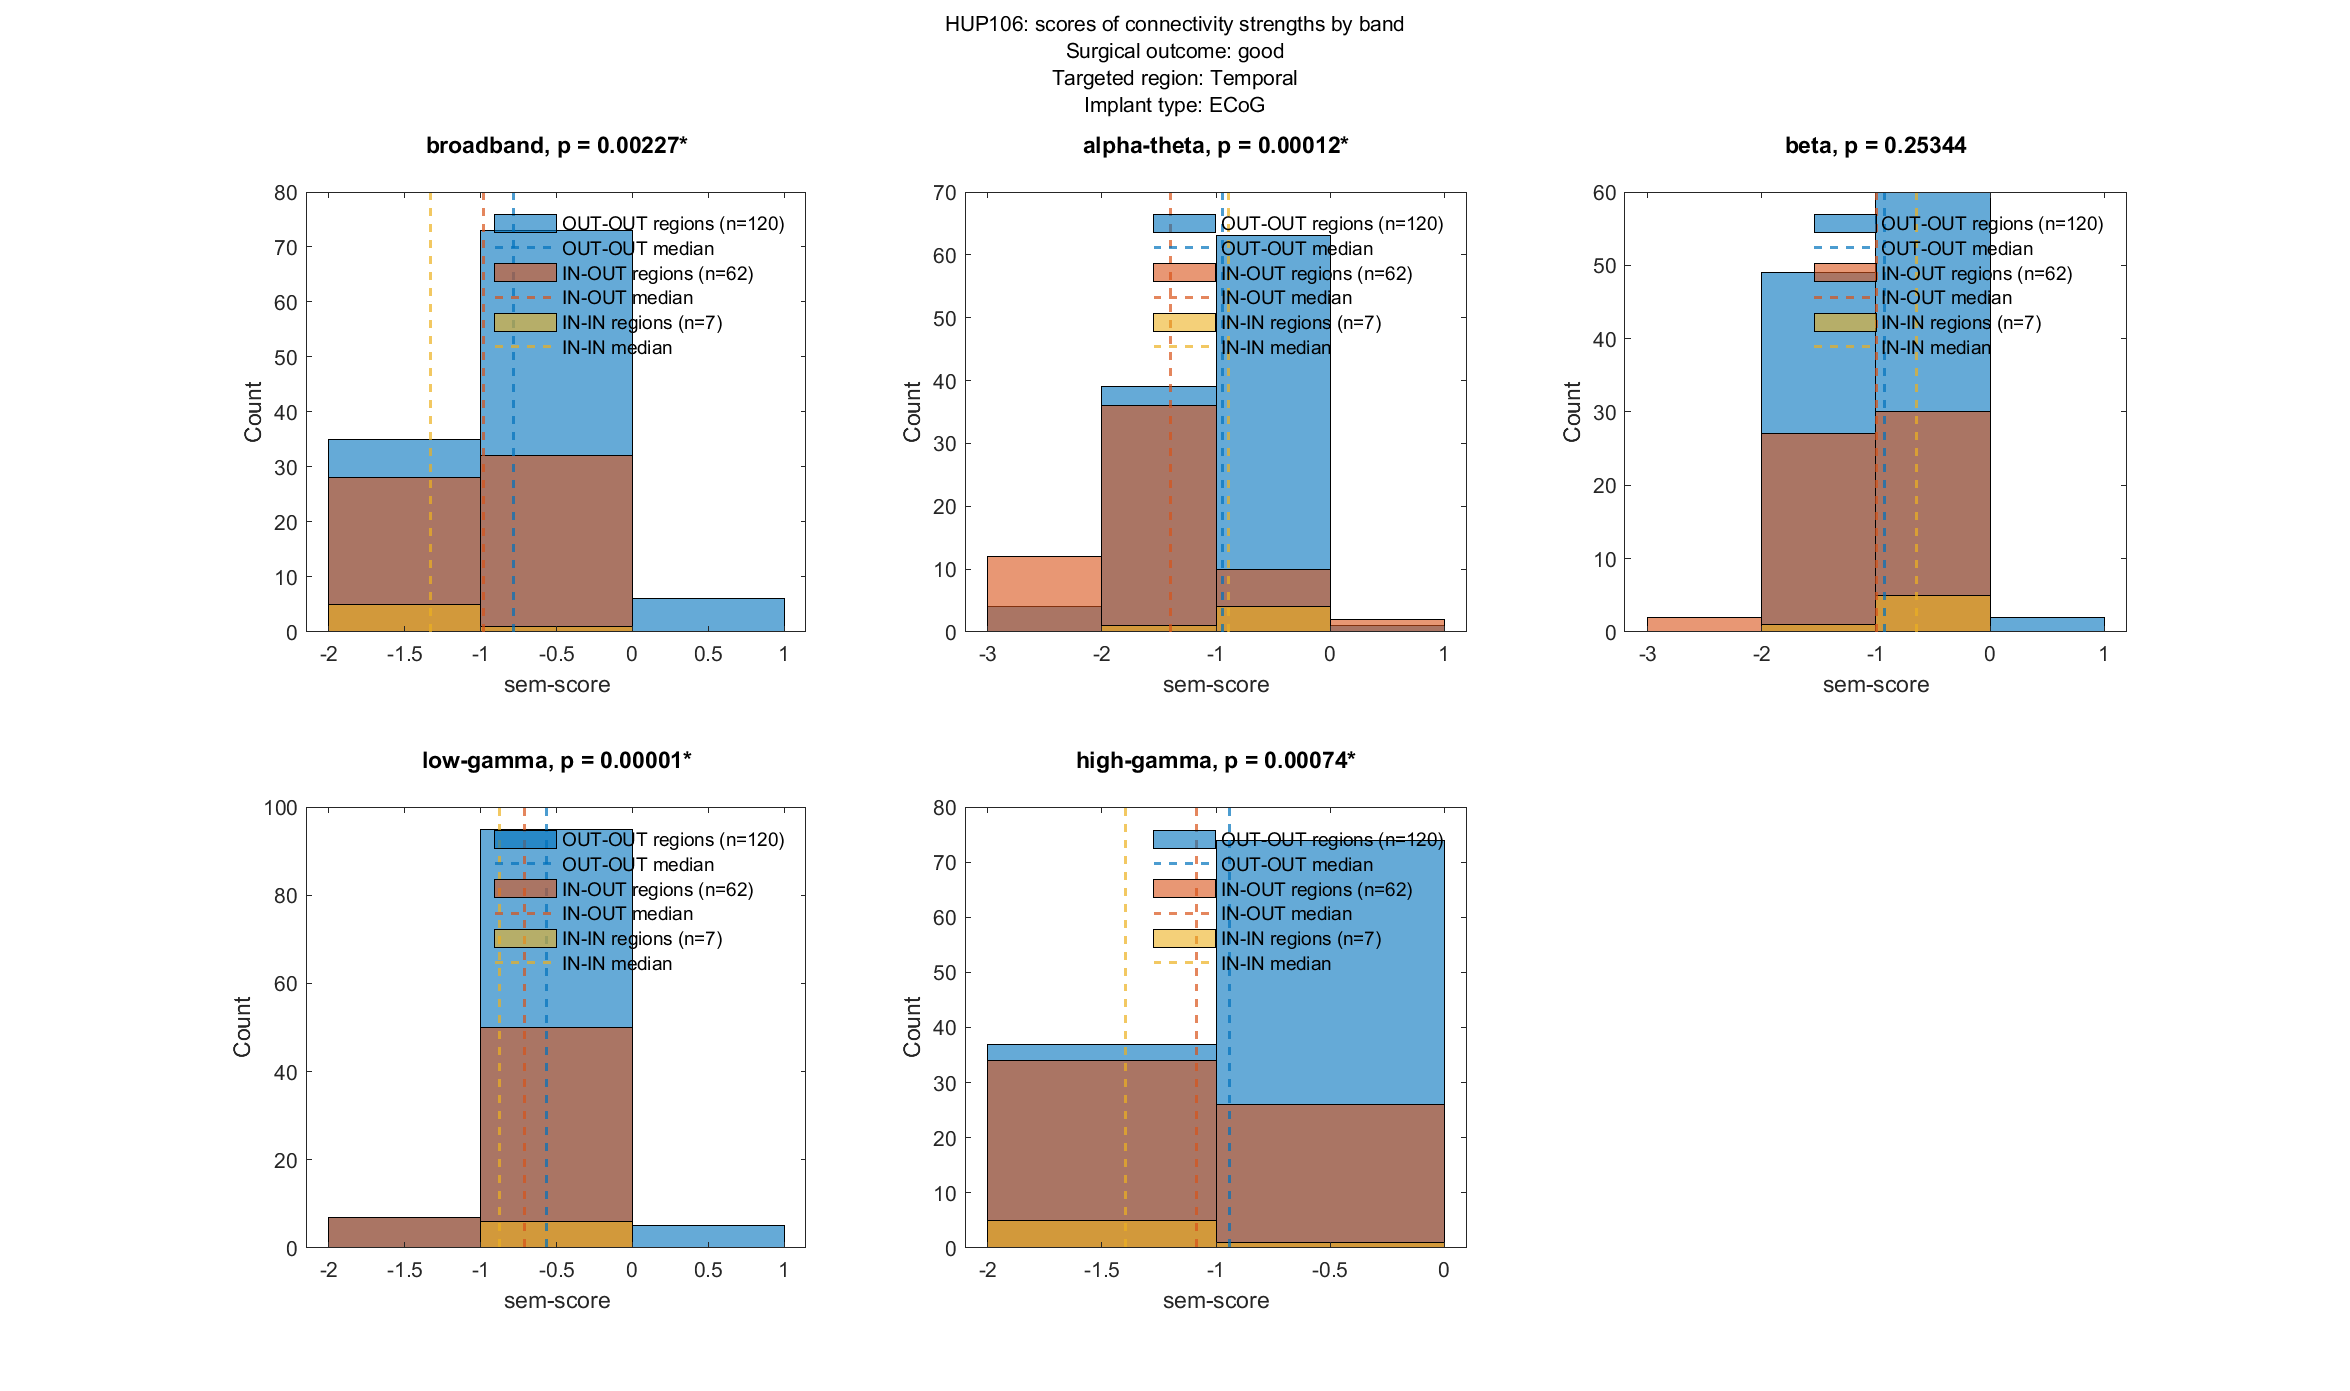 HUP106: scores of connectivity strengths by band
Surgical outcome: good
Targeted region: Temporal
Implant type: ECoG
broadband, p = 0.00227*
80
70
60
50
40
30
20
10
0
Count
-2 -1.5 -1 -0.5 0 0.5 1
sem-score
OUT-OUT regions (n=120)
OUT-OUT median
IN-OUT regions (n=62)
IN-OUT median
IN-IN regions (n=7)
IN-IN median
alpha-theta, p = 0.00012*
70
60
50
40
30
20
10
0
Count
-3 -2 -1 0 1
sem-score
OUT-OUT regions (n=120)
OUT-OUT median
IN-OUT regions (n=62)
IN-OUT median
IN-IN regions (n=7)
IN-IN median
beta, p = 0.25344
60
50
40
30
20
10
0
Count
-3 -2 -1 0 1
sem-score
OUT-OUT regions (n=120)
OUT-OUT median
IN-OUT regions (n=62)
IN-OUT median
IN-IN regions (n=7)
IN-IN median
low-gamma, p = 0.00001*
100
80
60
40
20
0
Count
-2 -1.5 -1 -0.5 0 0.5 1
sem-score
OUT-OUT regions (n=120)
OUT-OUT median
IN-OUT regions (n=62)
IN-OUT median
IN-IN regions (n=7)
IN-IN median
high-gamma, p = 0.00074*
80
70
60
50
40
30
20
10
0
Count
-2 -1.5 -1 -0.5 0
sem-score
OUT-OUT regions (n=120)
OUT-OUT median
IN-OUT regions (n=62)
IN-OUT median
IN-IN regions (n=7)
IN-IN median